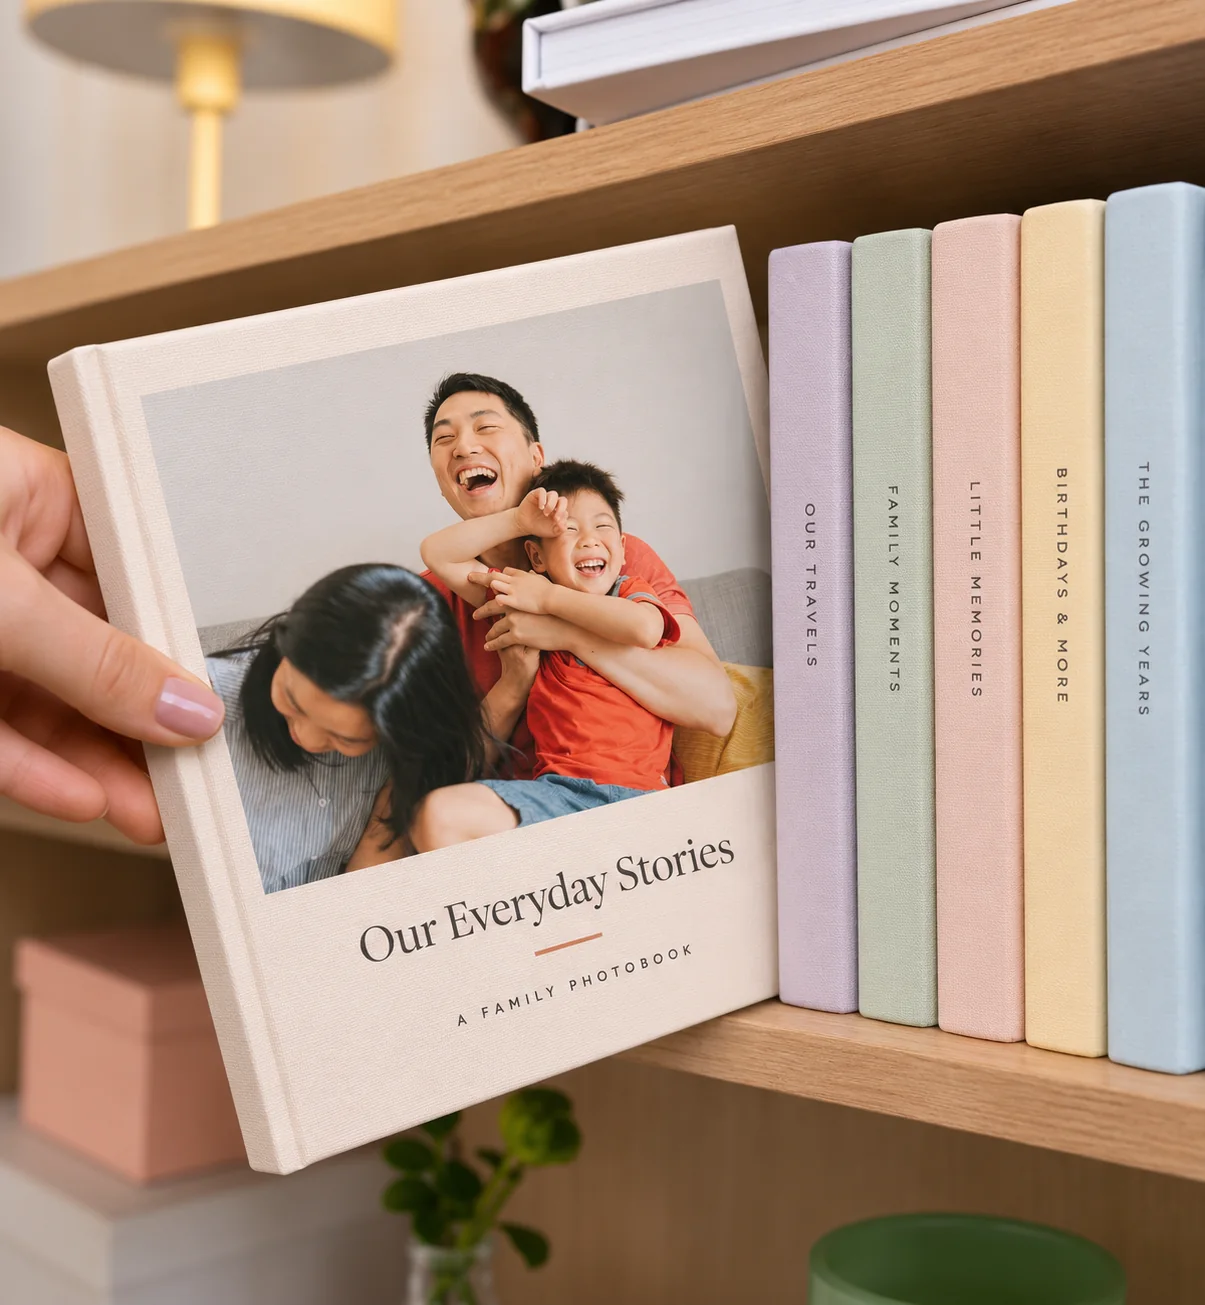 Our Everyday Stories
A FAMILY PHOTOBOOK
OUR TRAVELS
FAMILY MOMENTS
LITTLE MEMORIES
BIRTHDAYS & MORE
THE GROWING YEARS